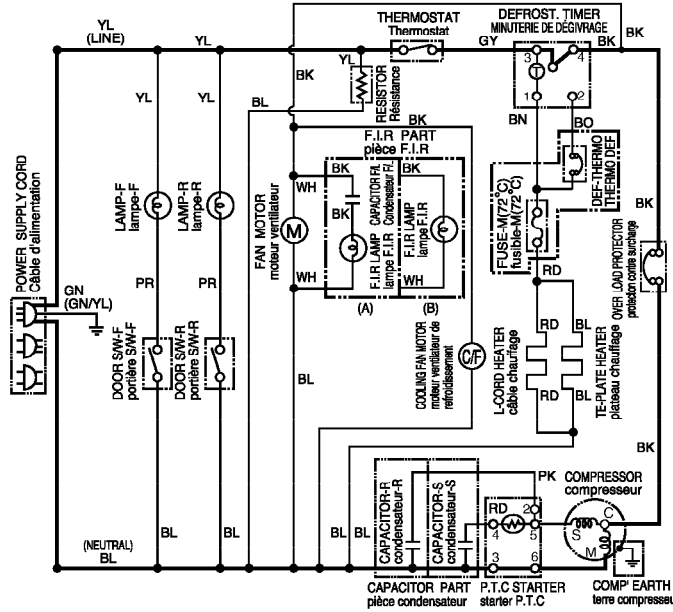 YL
(LINE)
THERMOSTAT
Thermostat
DEFROST. TIMER
MINUTERIE DE DÉGIVRAGE
GY
BK
BK
3
4
T
1
2
YL
YL
BK
YL
BL
RESISTOR
Résistance
BK
BN
BO
DEF-THERMO
THERMO DEF
POWER SUPPLY CORD
Câble d'alimentation
LAMP-F
lampe-F
LAMP-R
lampe-R
FAN MOTOR
moteur ventilateur
M
WH
WH
F.I.R PART
pièce F.I.R
BK
BK
CAPACITOR F/L
Condensateur F/L
F.I.R LAMP
lampe F.I.R
BK
F.I.R LAMP
lampe F.I.R
WH
(A)
(B)
FUSE-M(72°C)
fusible-M(72°C)
RD
BK
OVER LOAD PROTECTOR
protection contre surcharge
GN
(GN/YL)
PR
PR
DOOR S/W-F
portière S/W-F
DOOR S/W-R
portière S/W-R
BL
COOLING FAN MOTOR
moteur ventilateur de
refroidissement
C/F
RD
BL
L-CORD HEATER
câble chauffage
TE-PLATE HEATER
plateau chauffage
RD
BL
BK
(NEUTRAL)
BL
BL
BL
BL
BL
BL
CAPACITOR-R
condensateur-R
CAPACITOR-S
condensateur-S
PK
RD
2
4
5
3
6
COMPRESSOR
compresseur
C
S
M
CAPACITOR PART
pièce condensateur
P.T.C STARTER
starter P.T.C
COMP' EARTH
terre compresseur